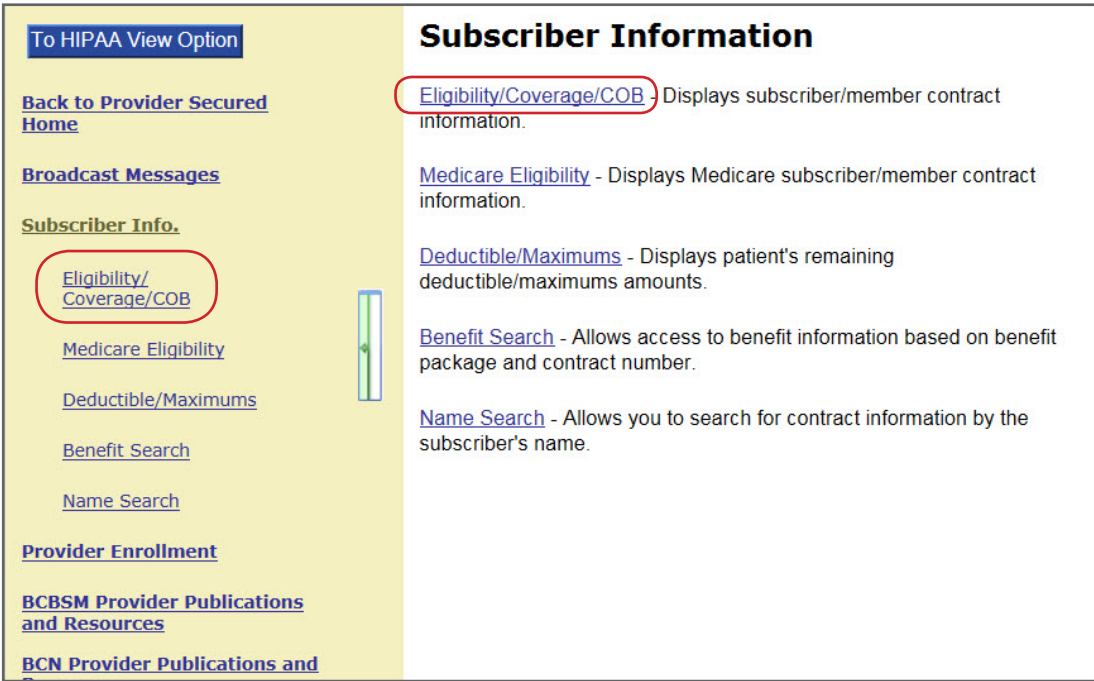 To HIPAA View Option
Back to Provider Secured
Home
Broadcast Messages
Subscriber Info.
Eligibility/
Coverage/COB
Medicare Eligibility
Deductible/Maximums
Benefit Search
Name Search
Provider Enrollment
BCBSM Provider Publications
and Resources
BCN Provider Publications and
Subscriber Information
Eligibility/Coverage/COB - Displays subscriber/member contract
information.
Medicare Eligibility - Displays Medicare subscriber/member contract
information.
Deductible/Maximums - Displays patient's remaining
deductible/maximums amounts.
Benefit Search - Allows access to benefit information based on benefit
package and contract number.
Name Search - Allows you to search for contract information by the
subscriber's name.